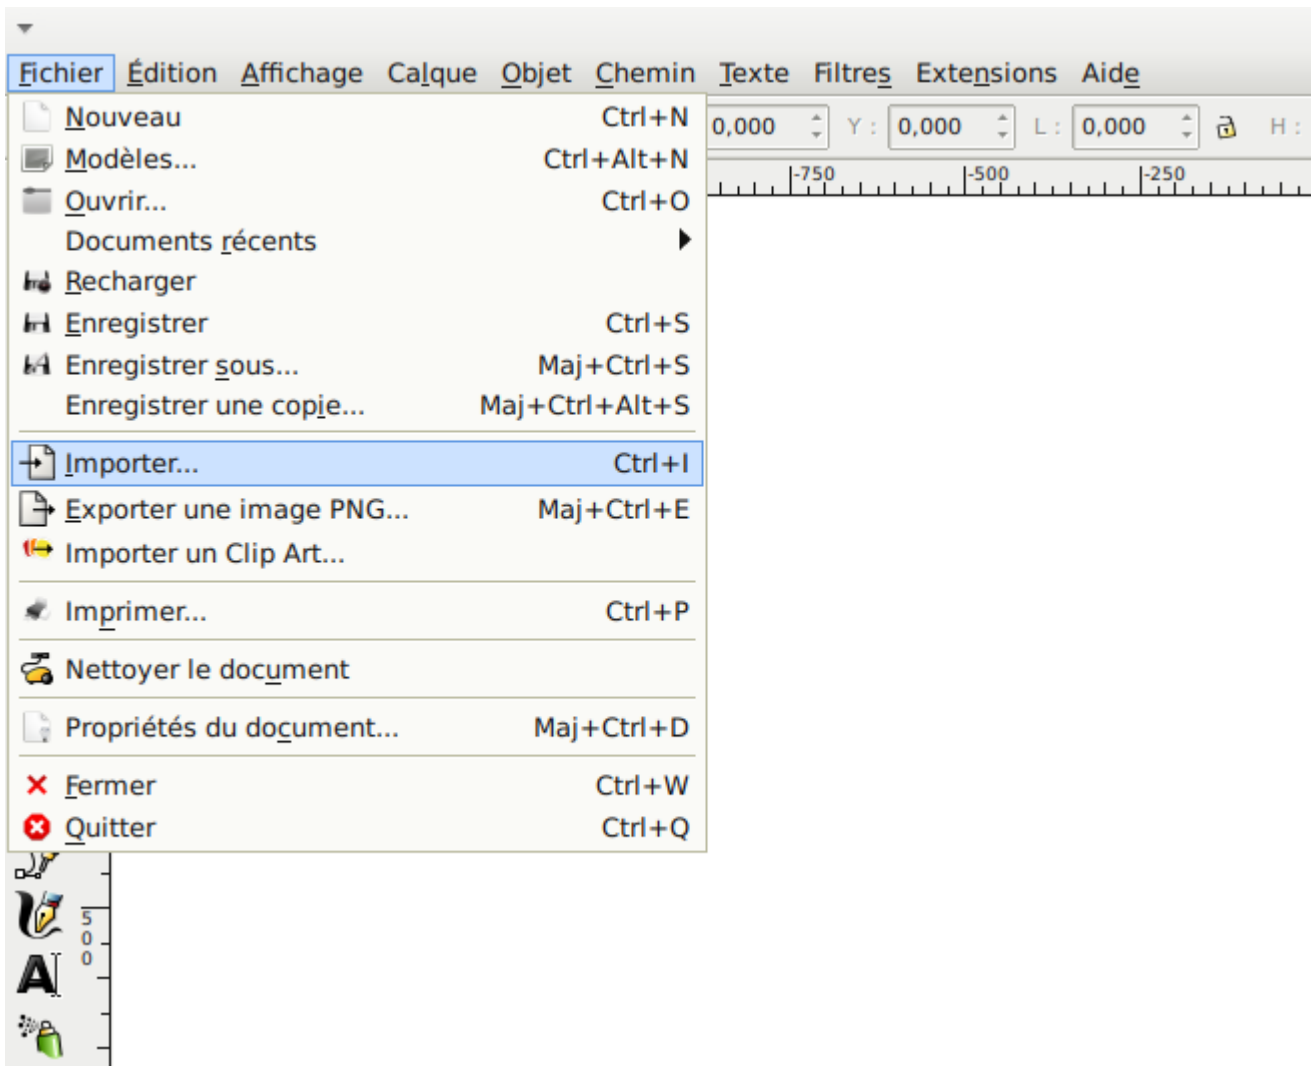 Fichier Édition Affichage Calque Objet Chemin Texte Filtres Extensions Aide
Nouveau Ctrl+N
0,000 Y : 0,000 L : 0,000 H :
Modèles... Ctrl+Alt+N
-750 -500 -250
Ouvrir... Ctrl+O
Documents récents
Recharger
Enregistrer Ctrl+S
Enregistrer sous... Maj+Ctrl+S
Enregistrer une copie... Maj+Ctrl+Alt+S
Importer... Ctrl+I
Exporter une image PNG... Maj+Ctrl+E
Importer un Clip Art...
Imprimer... Ctrl+P
Nettoyer le document
Propriétés du document... Maj+Ctrl+D
Fermer Ctrl+W
Quitter Ctrl+Q
500